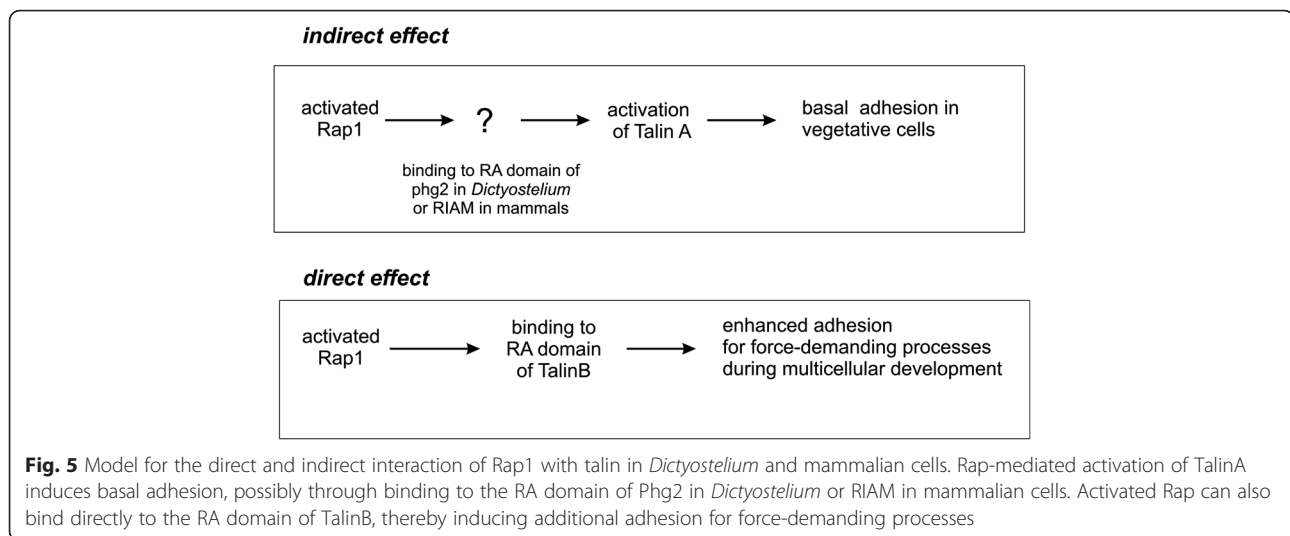 indirect effect
activated
Rap1
?
binding to RA domain of
phg2 in Dictyostelium
or RIAM in mammals
activation
of Talin A
basal adhesion in
vegetative cells
direct effect
activated
Rap1
binding to
RA domain
of TalinB
enhanced adhesion
for force-demanding processes
during multicellular development
Fig. 5 Model for the direct and indirect interaction of Rap1 with talin in Dictyostelium and mammalian cells. Rap-mediated activation of TalinA
induces basal adhesion, possibly through binding to the RA domain of Phg2 in Dictyostelium or RIAM in mammalian cells. Activated Rap can also
bind directly to the RA domain of TalinB, thereby inducing additional adhesion for force-demanding processes